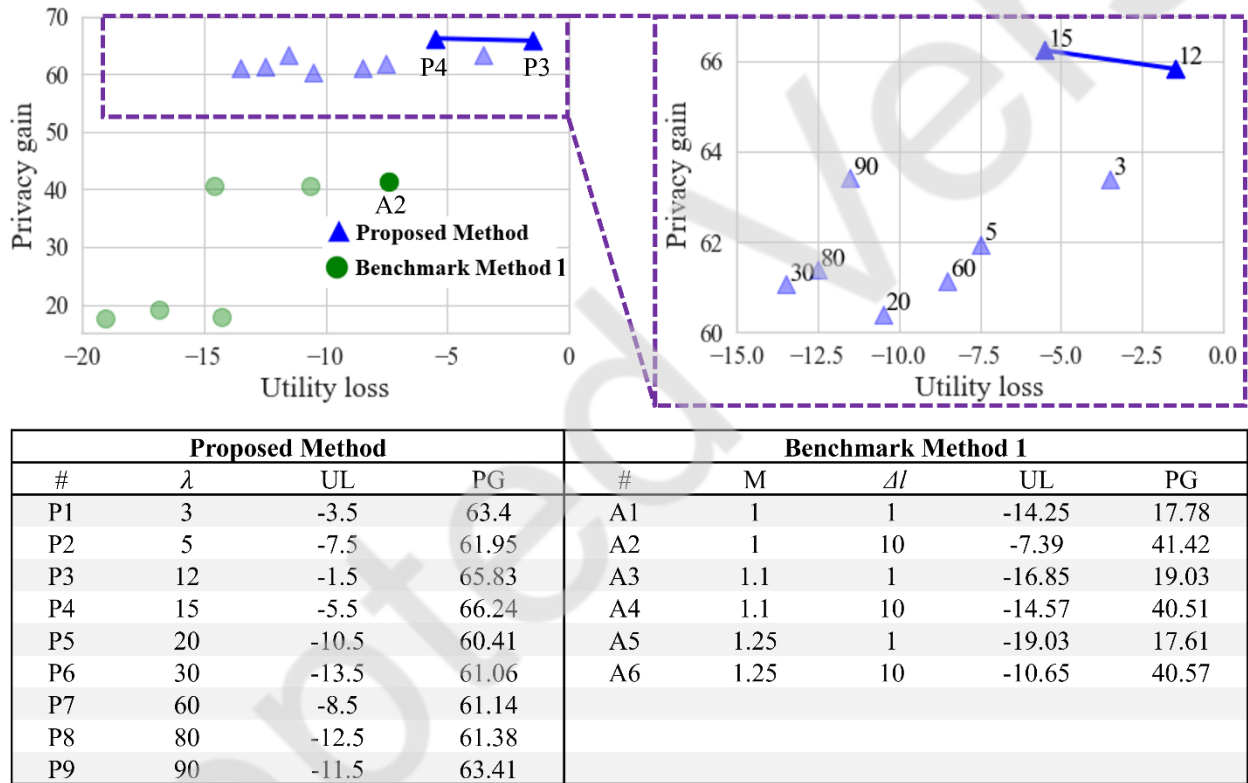 70
60
50
40
30
20
Privacy gain
P4
P3
A2
Proposed Method
Benchmark Method 1
−20
−15
−10
−5
0
Utility loss
66
64
62
60
Privacy gain
15
12
90
3
5
80
30
60
20
−15.0
−12.5
−10.0
−7.5
−5.0
−2.5
0.0
Utility loss
Proposed Method Benchmark Method 1
# λ UL PG # M Δl UL PG
P1 3 -3.5 63.4 A1 1 1 -14.25 17.78
P2 5 -7.5 61.95 A2 1 10 -7.39 41.42
P3 12 -1.5 65.83 A3 1.1 1 -16.85 19.03
P4 15 -5.5 66.24 A4 1.1 10 -14.57 40.51
P5 20 -10.5 60.41 A5 1.25 1 -19.03 17.61
P6 30 -13.5 61.06 A6 1.25 10 -10.65 40.57
P7 60 -8.5 61.14
P8 80 -12.5 61.38
P9 90 -11.5 63.41